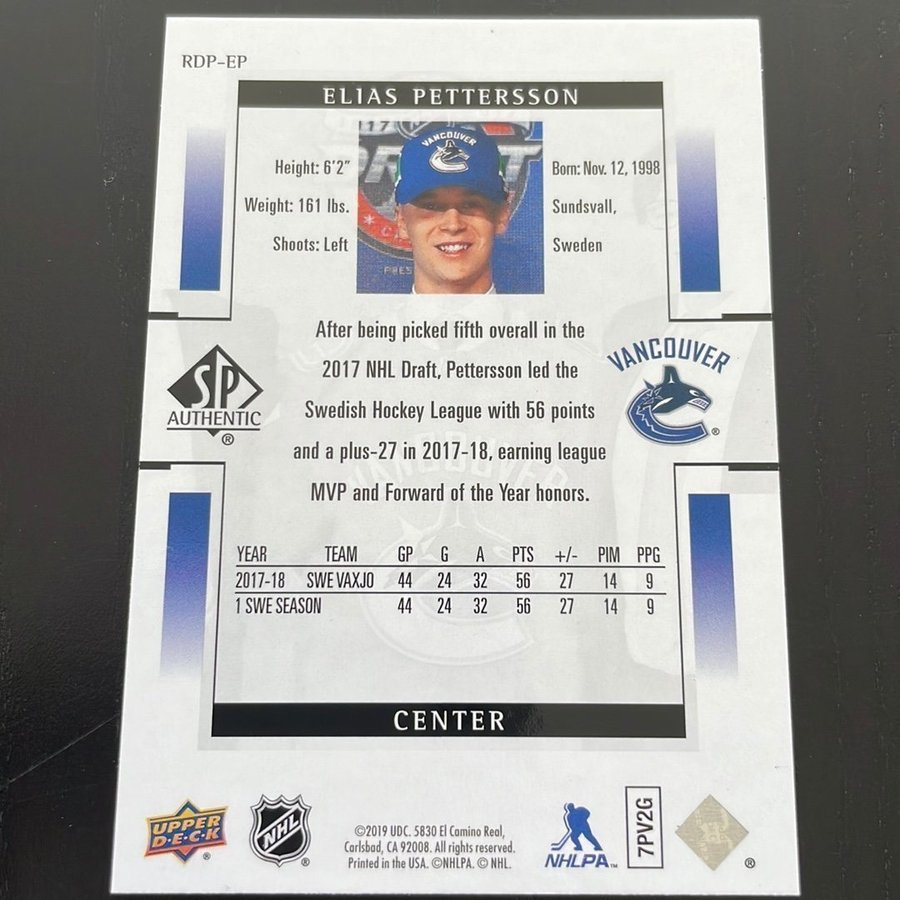 RDP-EP
ELIAS PETTERSSON
VANCOUVER
Height: 6'2"
Weight: 161 lbs.
Shoots: Left
Born: Nov. 12, 1998
Sundsvall,
Sweden
After being picked fifth overall in the
2017 NHL Draft, Pettersson led the
Swedish Hockey League with 56 points
and a plus-27 in 2017-18, earning league
MVP and Forward of the Year honors.
SP
AUTHENTIC
®
VANCOUVER
®
VANCOUVER
YEAR TEAM GP G A PTS +/- PIM PPG
2017-18 SWE VAXJO 44 24 32 56 27 14 9
1 SWE SEASON 44 24 32 56 27 14 9
CENTER
UPPER
D·E·C·K
®
NHL
®
©2019 UDC. 5830 El Camino Real,
Carlsbad, CA 92008. All rights reserved.
Printed in the USA. ©NHLPA. © NHL.
NHLPA™
7PV2G
®